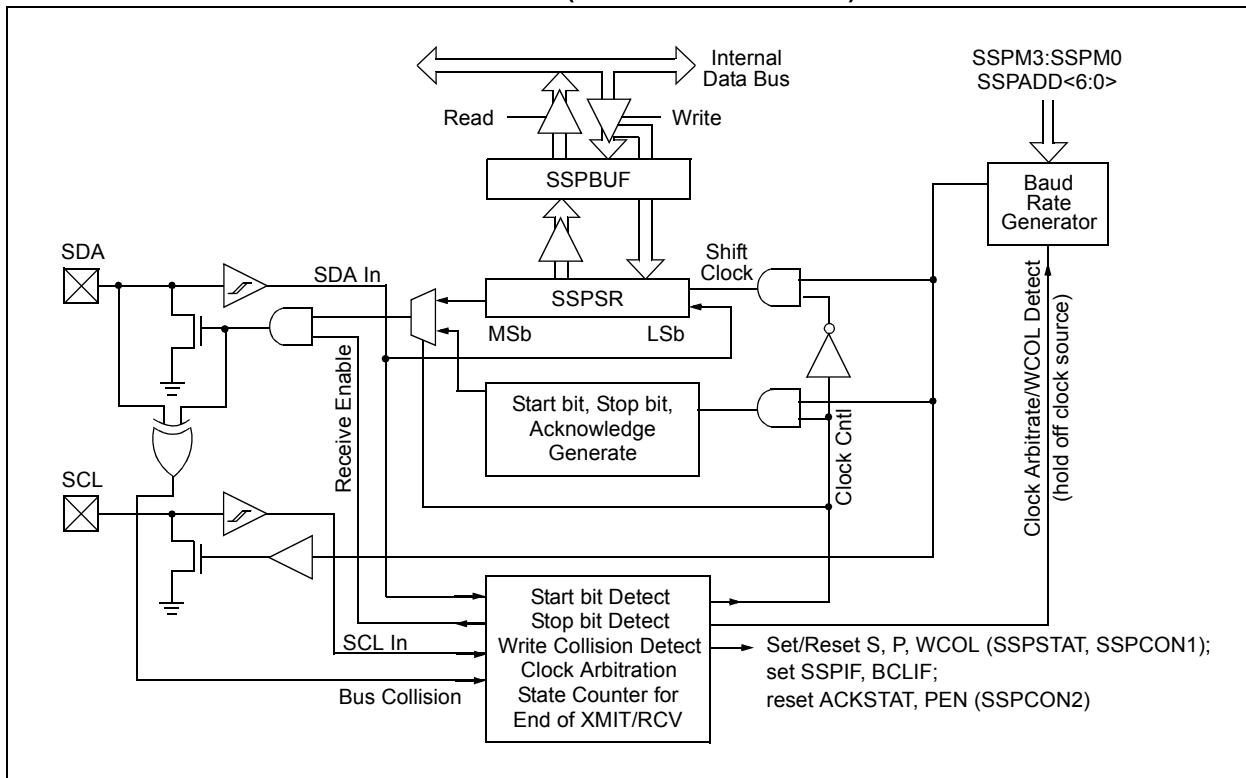 Internal
Data Bus
SSPM3:SSPM0
SSPADD<6:0>
Read
Write
SSPBUF
Baud
Rate
Generator
SDA
SDA In
Shift
Clock
SSPSR
MSb
LSb
Receive Enable
Start bit, Stop bit,
Acknowledge
Generate
Clock Cntl
Clock Arbitrate/WCOL Detect
(hold off clock source)
SCL
SCL In
Bus Collision
Start bit Detect
Stop bit Detect
Write Collision Detect
Clock Arbitration
State Counter for
End of XMIT/RCV
Set/Reset S, P, WCOL (SSPSTAT, SSPCON1);
set SSPIF, BCLIF;
reset ACKSTAT, PEN (SSPCON2)